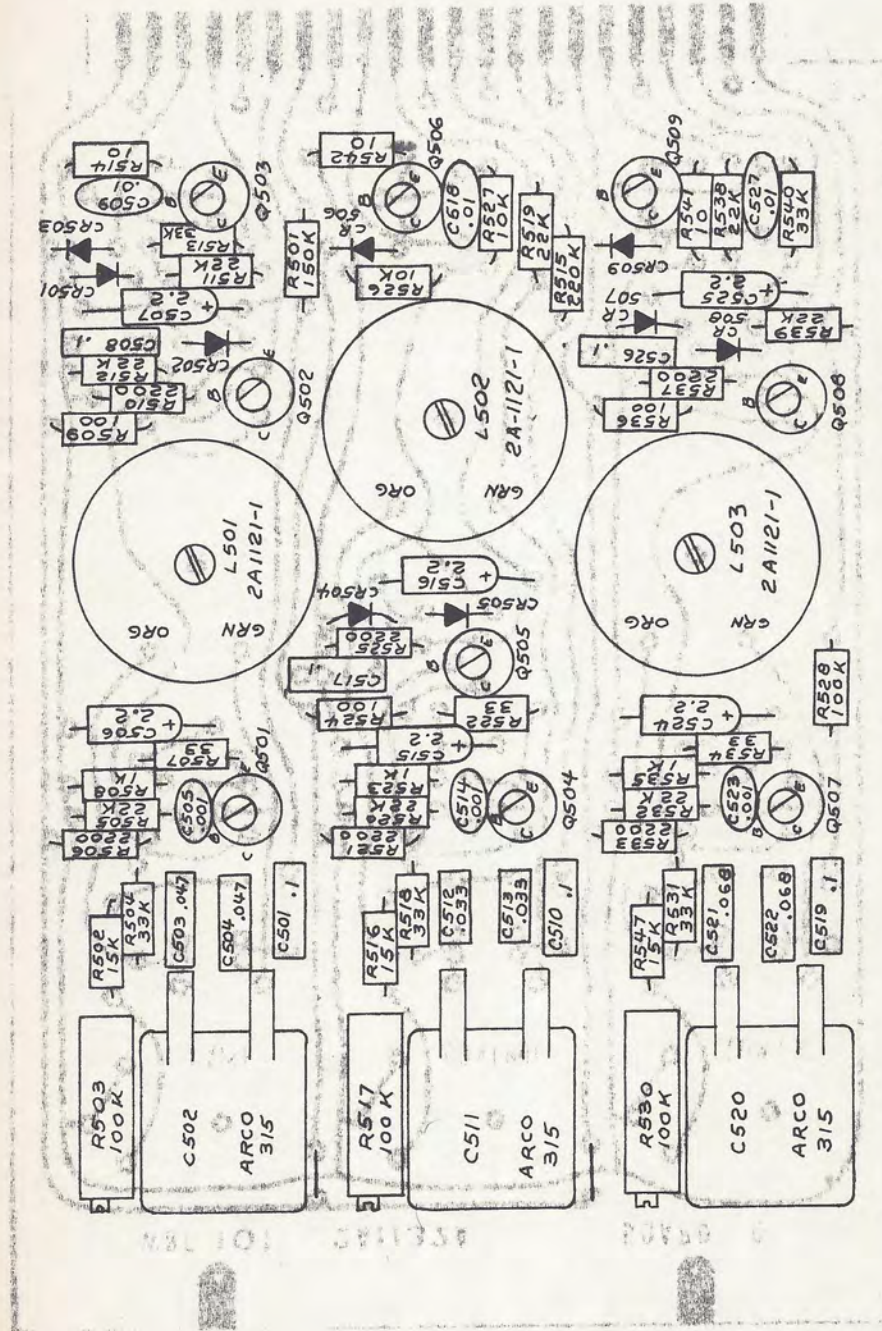 R514
10
C509
.01
CR503
CR501
R513
33K
R511
22K
Q503
B
C
E
C507
2.2
+
C508
.1
R512
22K
R510
2200
R509
100
CR502
Q502
B
C
E
R501
150K
L501
2A1121-1
ORG
GRN
C506
2.2
+
R507
33
R508
1K
R505
22K
R506
2200
C505
.001
Q501
B
C
E
R502
15K
R504
33K
C503 .047
C504 .047
C501 .1
R503
100K
C502
ARCO
315
R542
10
Q506
B
C
E
CR
506
C518
.01
R527
10K
R519
22K
R515
220K
R526
10K
L502
2A-1121-1
ORG
GRN
C516
2.2
+
CR504
CR505
R525
2200
C517
R524
100
Q505
B
C
E
R522
33
C515
2.2
+
R523
1K
R520
22K
R521
2200
C514
.001
Q504
B
C
E
R516
15K
R518
33K
C512
.033
C513
.033
C510 .1
R517
100K
C511
ARCO
315
Q509
B
C
E
R541
10
R538
22K
C527
.01
R540
33K
CR509
CR
507
C525
2.2
+
CR
508
R539
22K
C526
.1
R537
2200
R536
100
Q508
B
C
E
L503
2A1121-1
ORG
GRN
R528
100K
C524
2.2
+
R534
33
R535
1K
R532
22K
R533
2200
C523
.001
Q507
B
C
E
R547
15K
R531
33K
C521
.068
C522
.068
C519 .1
R530
100K
C520
ARCO
315